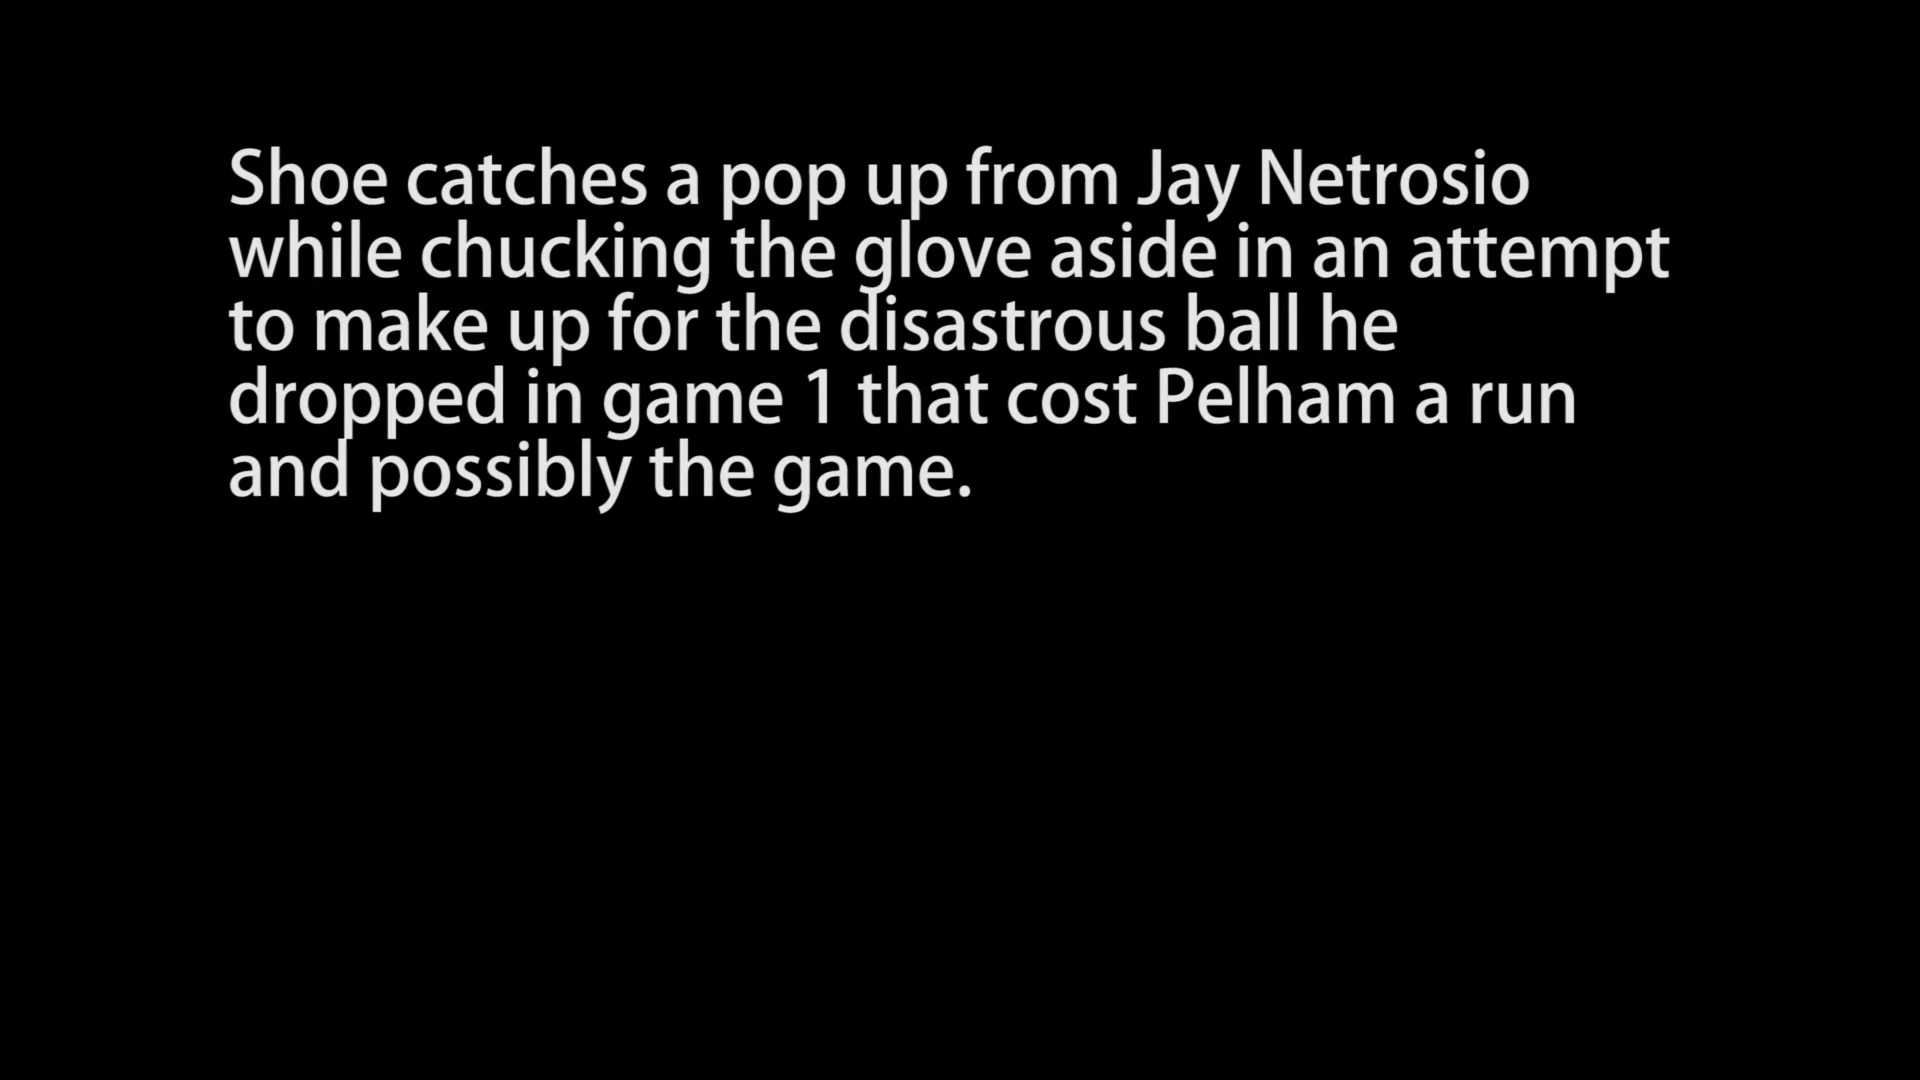 Shoe catches a pop up from Jay Netrosio
while chucking the glove aside in an attempt
to make up for the disastrous ball he
dropped in game 1 that cost Pelham a run
and possibly the game.